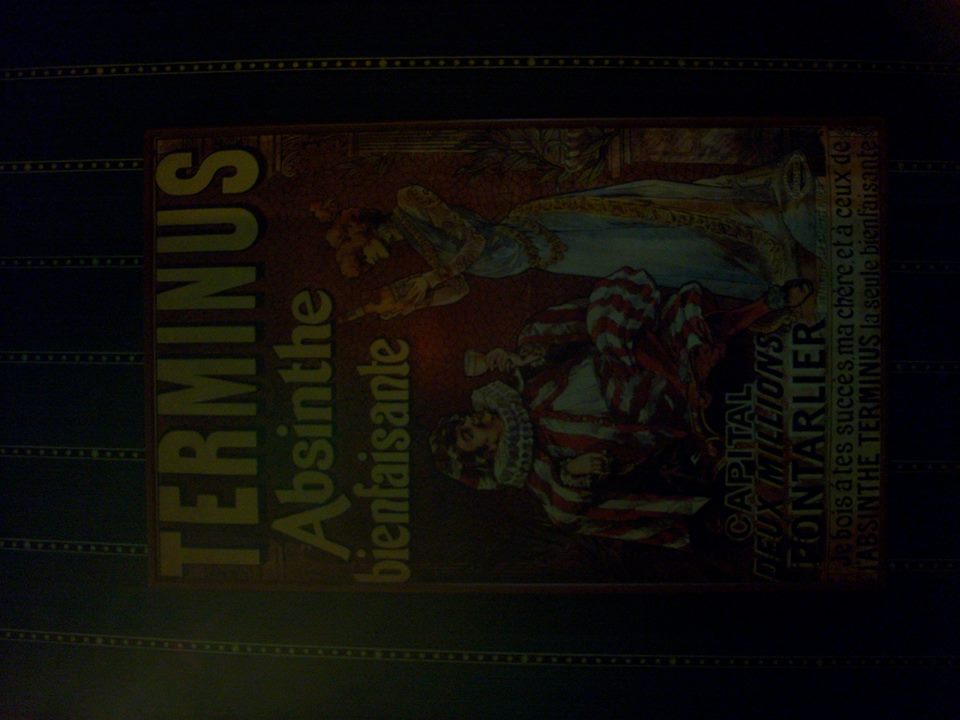 TERMINUS
Absinthe
bienfaisante
CAPITAL
DEUX MILLIONS
PONTARLIER
Je bois à tes succès ma chère et à ceux de
l'ABSINTHE TERMINUS la seule bienfaisante